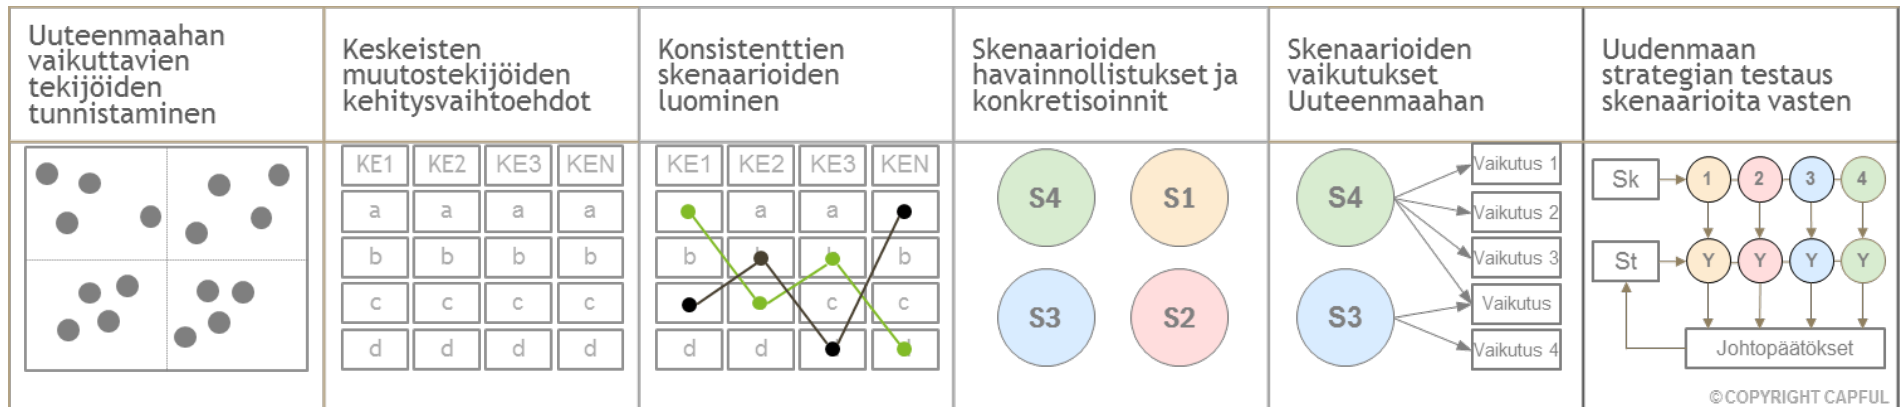 Uuteenmaahan
vaikuttavien
tekijöiden
tunnistaminen
Keskeisten
muutostekijöiden
kehitysvaihtoehdot
KE1 KE2 KE3 KEN
a a a a
b b b b
c c c c
d d d d
Konsistenttien
skenaarioiden
luominen
KE1 KE2 KE3 KEN
a a
b b
c c
d d
Skenaarioiden
havainnollistukset ja
konkretisoinnit
S4 S1
S3 S2
Skenaarioiden
vaikutukset
Uuteenmaahan
S4
S3
Vaikutus 1
Vaikutus 2
Vaikutus 3
Vaikutus
Vaikutus 4
Uudenmaan
strategian testaus
skenaarioita vasten
Sk 1 2 3 4
St Y Y Y Y
Johtopäätökset
© COPYRIGHT CAPFUL